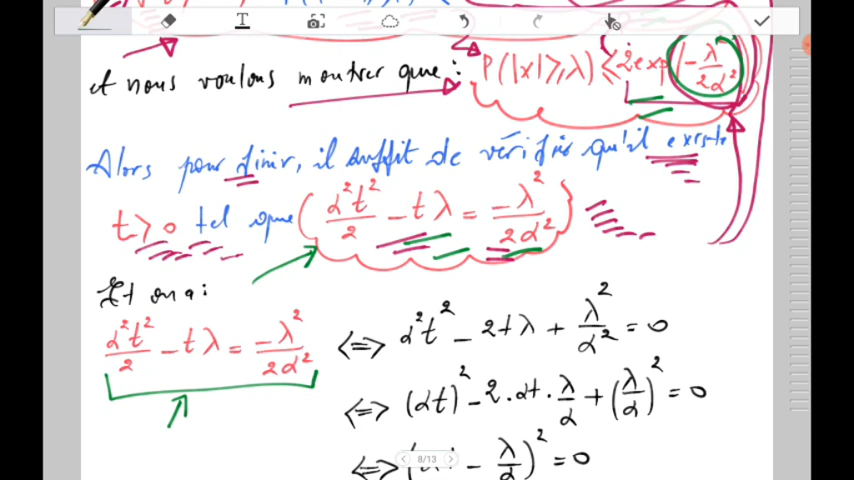 et nous voulons montrer que : P(|x| ⩾ λ) ⩽ 2 exp(-λ²/2α²)
Alors pour finir, il suffit de vérifier qu'il existe
t > 0 tel que (α²t²/2 - tλ = -λ²/2α²)
Et on a :
α²t²/2 - tλ = -λ²/2α² ⟺ α²t² - 2tλ + λ²/α² = 0
⟺ (αt)² - 2·αt·λ/α + (λ/α)² = 0
⟺ ( - λ/α)² = 0
8/13